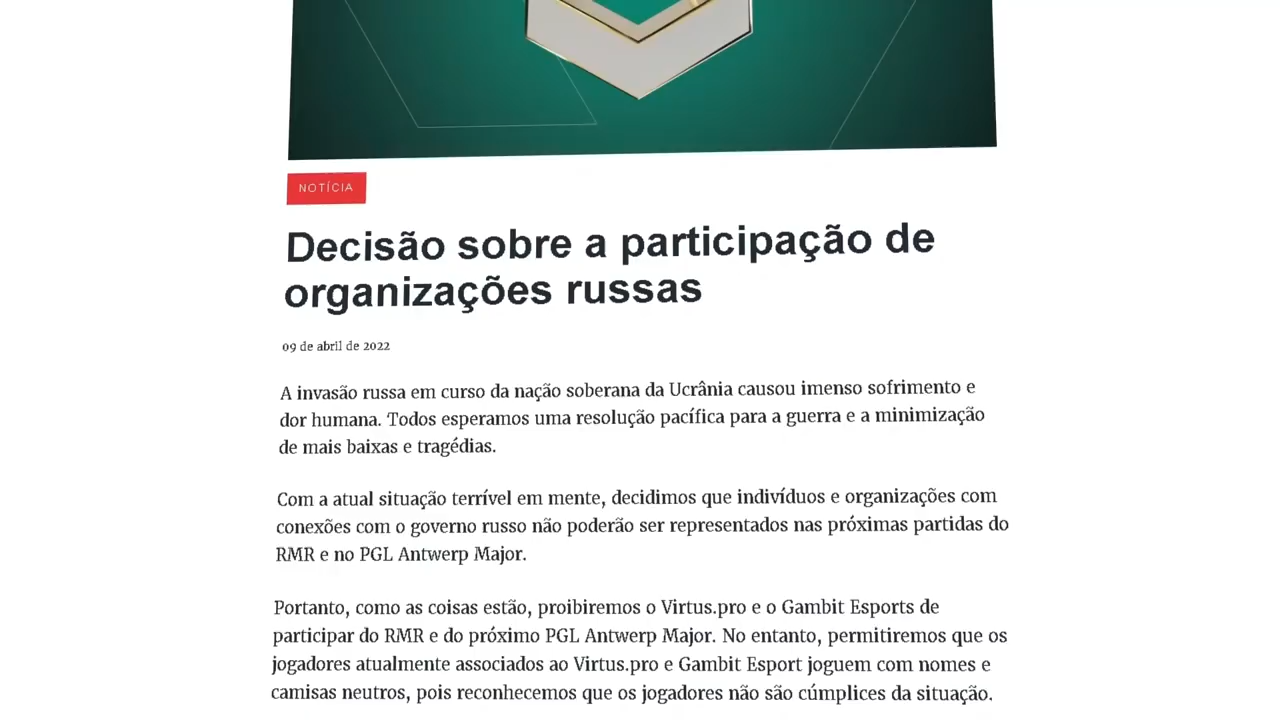 NOTÍCIA
Decisão sobre a participação de
organizações russas
09 de abril de 2022
A invasão russa em curso da nação soberana da Ucrânia causou imenso sofrimento e
dor humana. Todos esperamos uma resolução pacífica para a guerra e a minimização
de mais baixas e tragédias.
Com a atual situação terrível em mente, decidimos que indivíduos e organizações com
conexões com o governo russo não poderão ser representados nas próximas partidas do
RMR e no PGL Antwerp Major.
Portanto, como as coisas estão, proibiremos o Virtus.pro e o Gambit Esports de
participar do RMR e do próximo PGL Antwerp Major. No entanto, permitiremos que os
jogadores atualmente associados ao Virtus.pro e Gambit Esport joguem com nomes e
camisas neutros, pois reconhecemos que os jogadores não são cúmplices da situação.